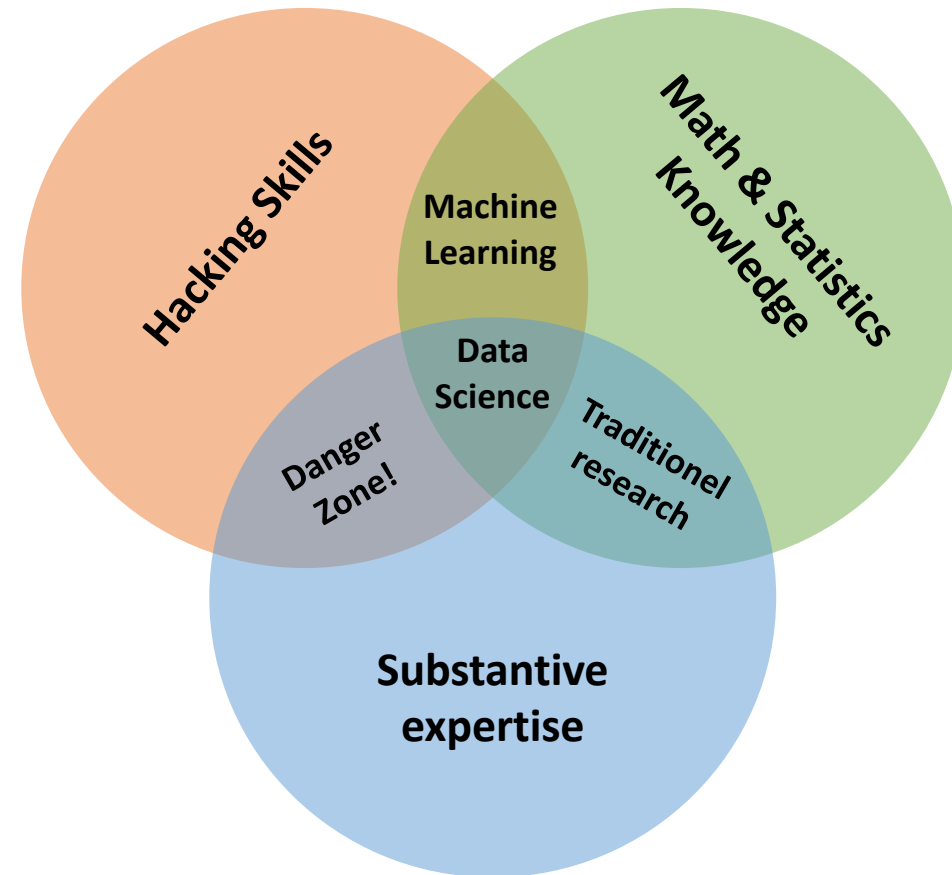 Hacking Skills
Math & Statistics
Knowledge
Machine
Learning
Data
Science
Danger
Zone!
Traditionel
research
Substantive
expertise